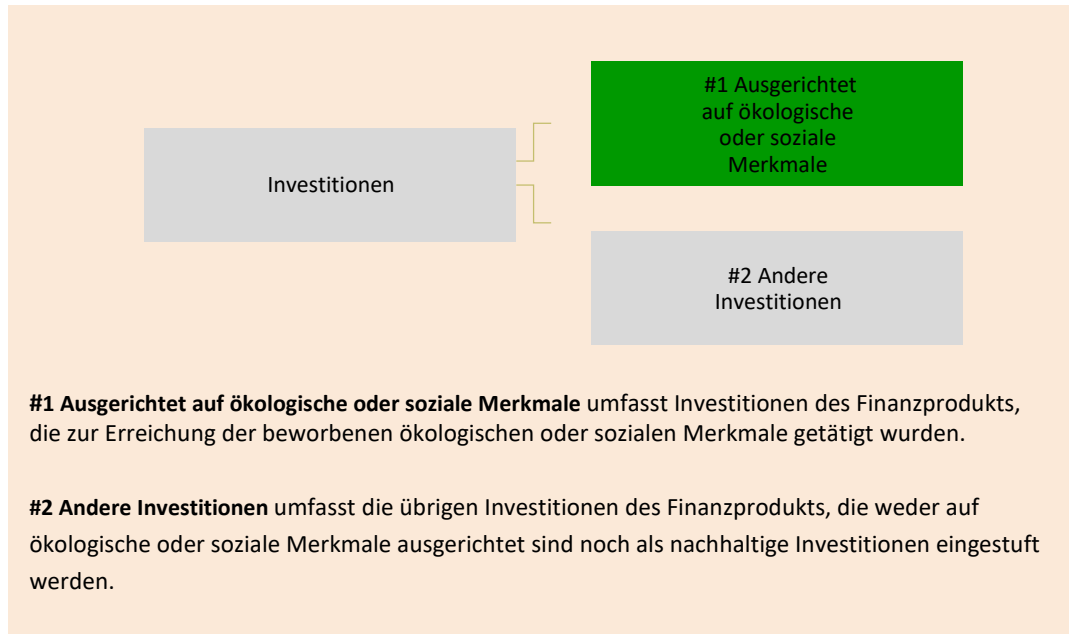 #1 Ausgerichtet
auf ökologische
oder soziale
Merkmale
Investitionen
#2 Andere
Investitionen
#1 Ausgerichtet auf ökologische oder soziale Merkmale umfasst Investitionen des Finanzprodukts,
die zur Erreichung der beworbenen ökologischen oder sozialen Merkmale getätigt wurden.
#2 Andere Investitionen umfasst die übrigen Investitionen des Finanzprodukts, die weder auf
ökologische oder soziale Merkmale ausgerichtet sind noch als nachhaltige Investitionen eingestuft
werden.